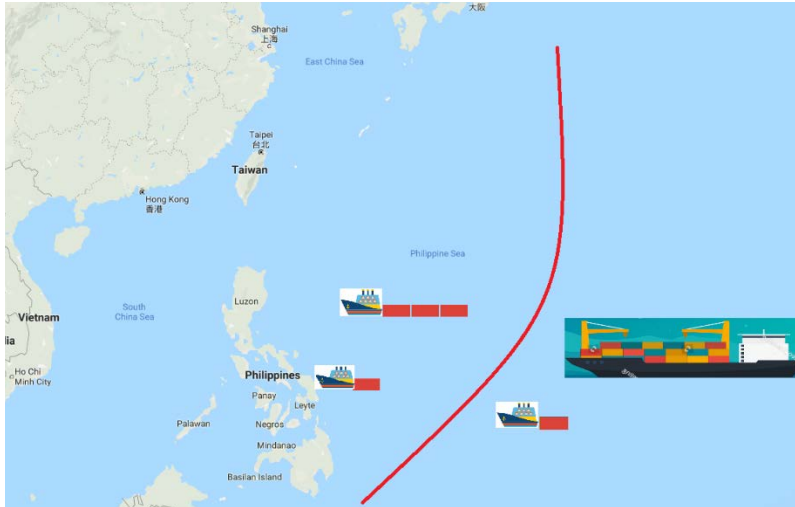 大阪
Shanghai
上海
East China Sea
Taipei
台北
Taiwan
Hong Kong
香港
Philippine Sea
Luzon
South
China Sea
Vietnam
Ho Chi
Minh City
Philippines
Panay
Leyte
Palawan
Negros
Mindanao
Basilan Island